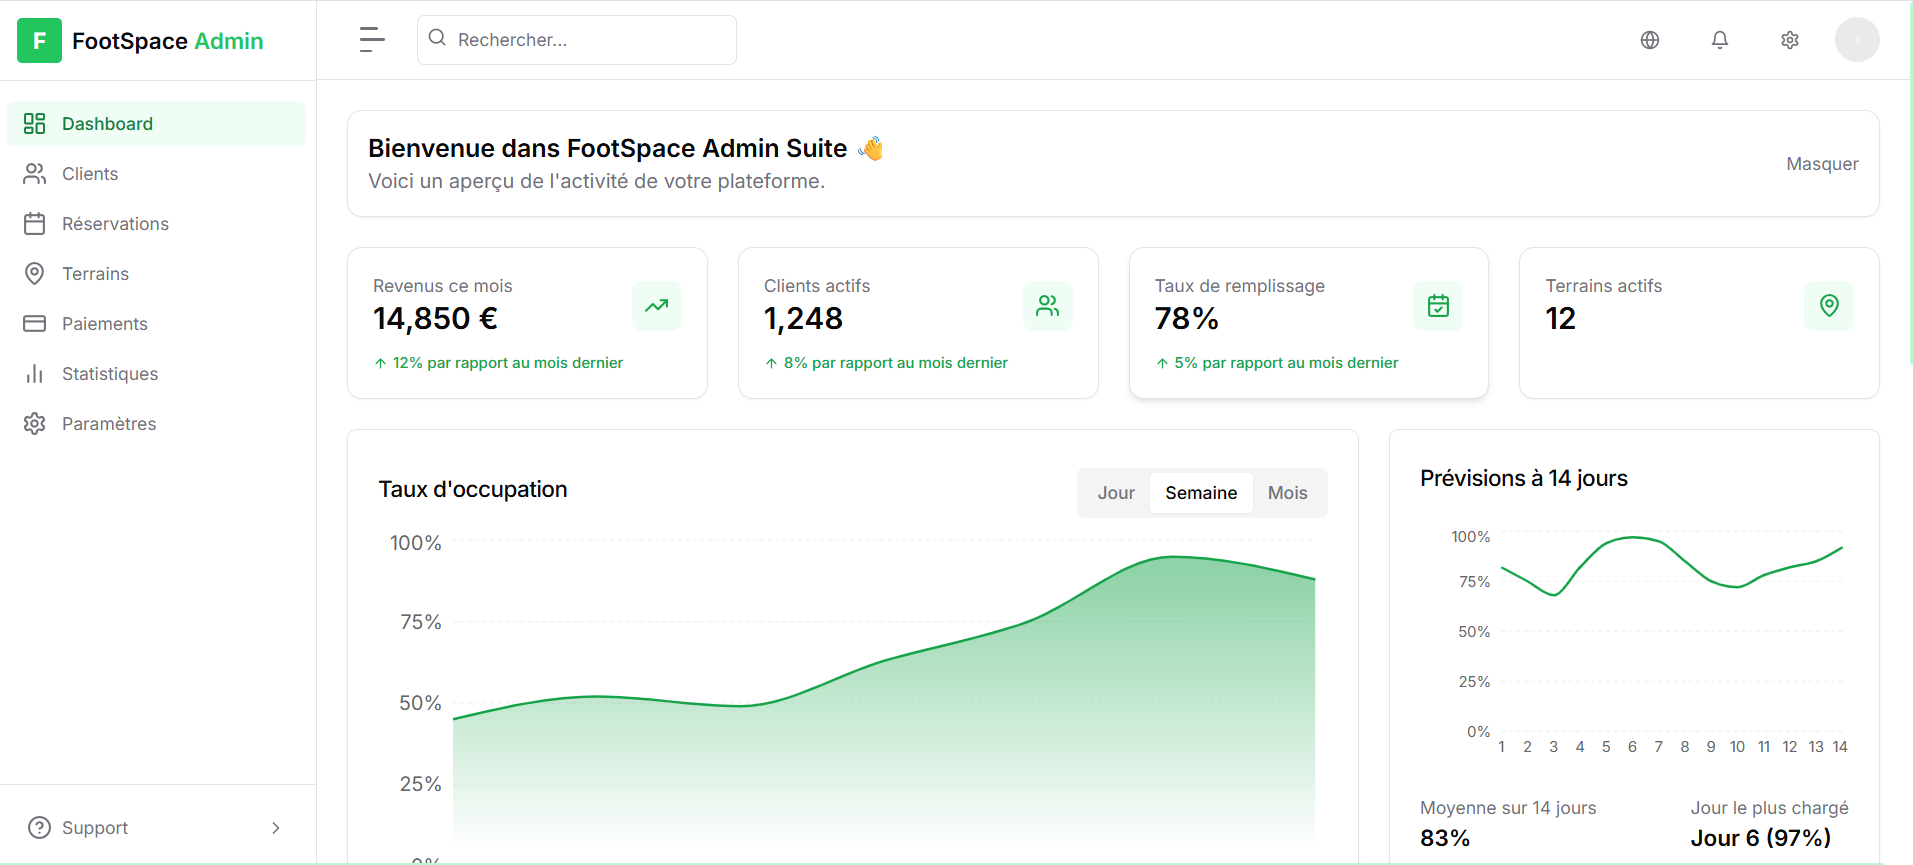 F FootSpace Admin
Rechercher...
Dashboard
Clients
Réservations
Terrains
Paiements
Statistiques
Paramètres
Support
Bienvenue dans FootSpace Admin Suite 👋
Voici un aperçu de l'activité de votre plateforme.
Masquer
Revenus ce mois
14,850 €
↑ 12% par rapport au mois dernier
Clients actifs
1,248
↑ 8% par rapport au mois dernier
Taux de remplissage
78%
↑ 5% par rapport au mois dernier
Terrains actifs
12
Taux d'occupation
Jour Semaine Mois
100%
75%
50%
25%
0%
Prévisions à 14 jours
100%
75%
50%
25%
0%
1 2 3 4 5 6 7 8 9 10 11 12 13 14
Moyenne sur 14 jours
83%
Jour le plus chargé
Jour 6 (97%)